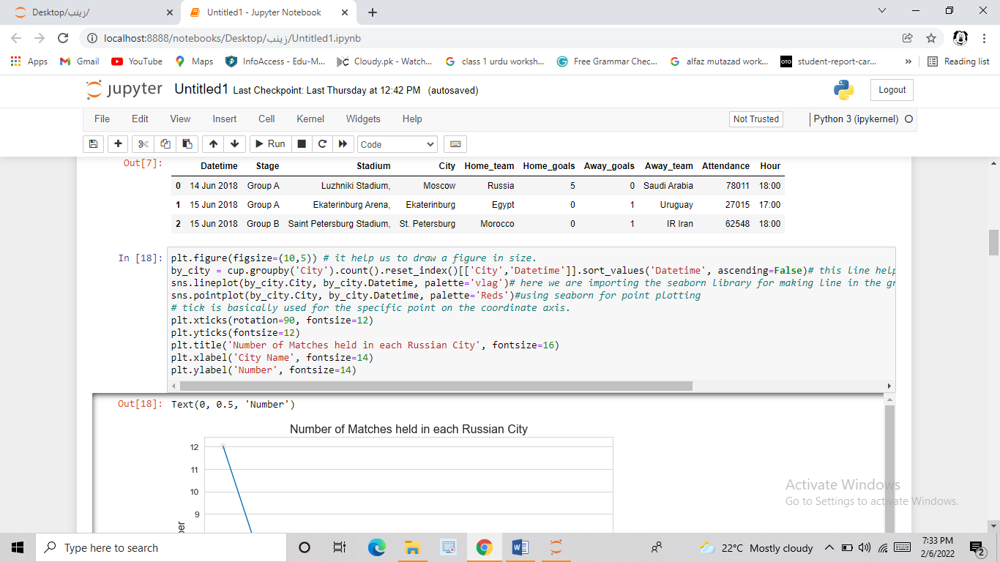 Desktop/زينب/
Untitled1 - Jupyter Notebook
localhost:8888/notebooks/Desktop/زينب/Untitled1.ipynb
Apps Gmail YouTube Maps InfoAccess - Edu-M... Cloudy.pk - Watch... class 1 urdu worksh... Free Grammar Chec... alfaz mutazad work... student-report-car... » Reading list
jupyter Untitled1 Last Checkpoint: Last Thursday at 12:42 PM (autosaved)
Logout
File Edit View Insert Cell Kernel Widgets Help
Not Trusted Python 3 (ipykernel)
Run Code
Out[7]:
Datetime Stage Stadium City Home_team Home_goals Away_goals Away_team Attendance Hour
0 14 Jun 2018 Group A Luzhniki Stadium, Moscow Russia 5 0 Saudi Arabia 78011 18:00
1 15 Jun 2018 Group A Ekaterinburg Arena, Ekaterinburg Egypt 0 1 Uruguay 27015 17:00
2 15 Jun 2018 Group B Saint Petersburg Stadium, St. Petersburg Morocco 0 1 IR Iran 62548 18:00
In [18]: plt.figure(figsize=(10,5)) # it help us to draw a figure in size.
by_city = cup.groupby('City').count().reset_index()[['City','Datetime']].sort_values('Datetime', ascending=False)# this line help
sns.lineplot(by_city.City, by_city.Datetime, palette='vlag')# here we are importing the seaborn library for making line in the gr
sns.pointplot(by_city.City, by_city.Datetime, palette='Reds')#using seaborn for point plotting
# tick is basically used for the specific point on the coordinate axis.
plt.xticks(rotation=90, fontsize=12)
plt.yticks(fontsize=12)
plt.title('Number of Matches held in each Russian City', fontsize=16)
plt.xlabel('City Name', fontsize=14)
plt.ylabel('Number', fontsize=14)
Out[18]: Text(0, 0.5, 'Number')
Number of Matches held in each Russian City
12
11
10
9
Activate Windows
Go to Settings to activate Windows.
Type here to search
22°C Mostly cloudy
7:33 PM
2/6/2022
2